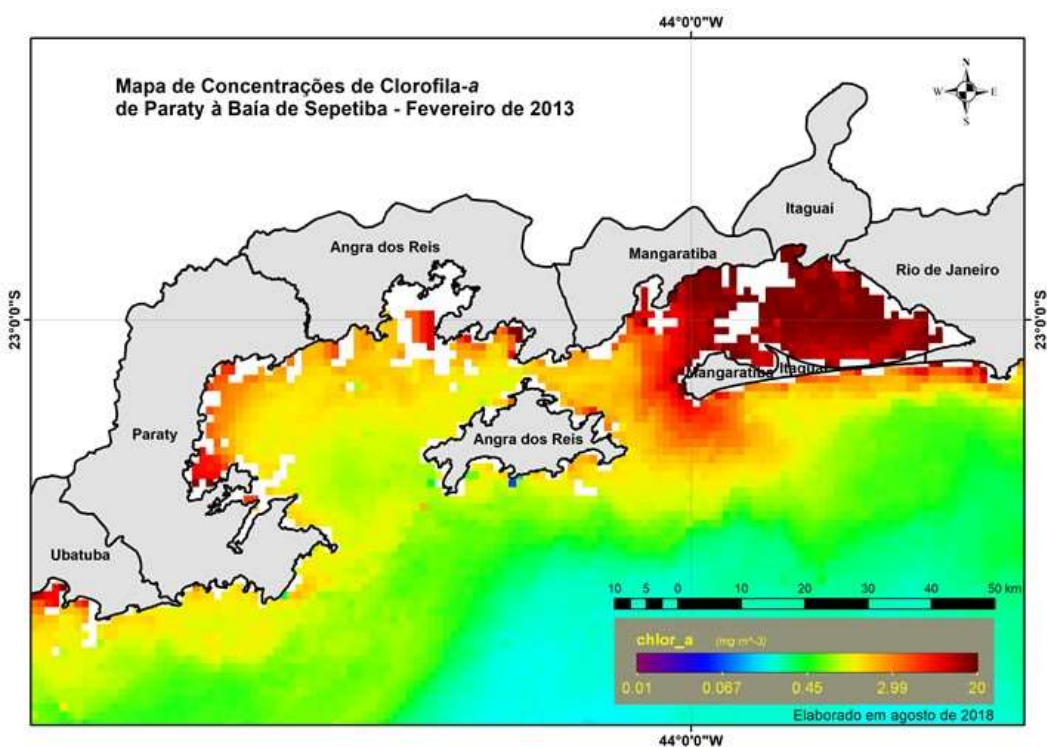 44°0'0"W
Mapa de Concentrações de Clorofila-a
de Paraty à Baía de Sepetiba - Fevereiro de 2013
N
W E
S
Itaguai
Angra dos Reis
Mangaratiba
Rio de Janeiro
23°0'0"S
23°0'0"S
Mangaratiba
Itaguai
Paraty
Angra dos Reis
Ubatuba
10 5 0 10 20 30 40 50 km
chlor_a (mg m^-3)
0.01 0.067 0.45 2.99 20
Elaborado em agosto de 2018
44°0'0"W